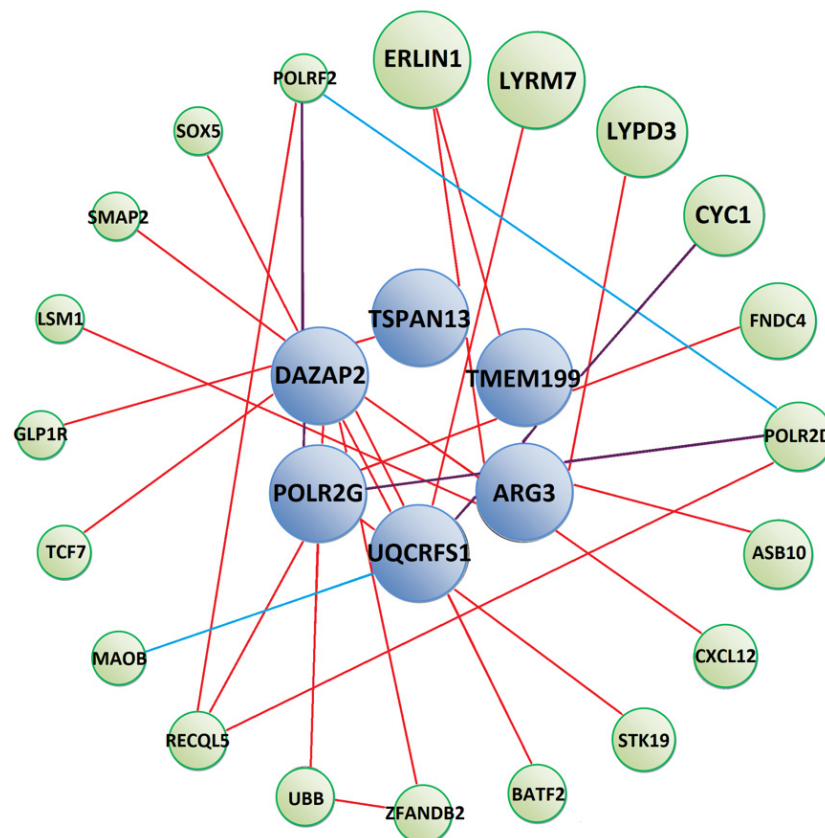 ERLIN1
POLRF2
LYRM7
LYPD3
SOX5
CYC1
SMAP2
TSPAN13
LSM1
FNDC4
DAZAP2
TMEM199
GLP1R
POLR2D
POLR2G
ARG3
TCF7
UQCRFS1
ASB10
MAOB
CXCL12
RECQL5
STK19
UBB
BATF2
ZFANDB2